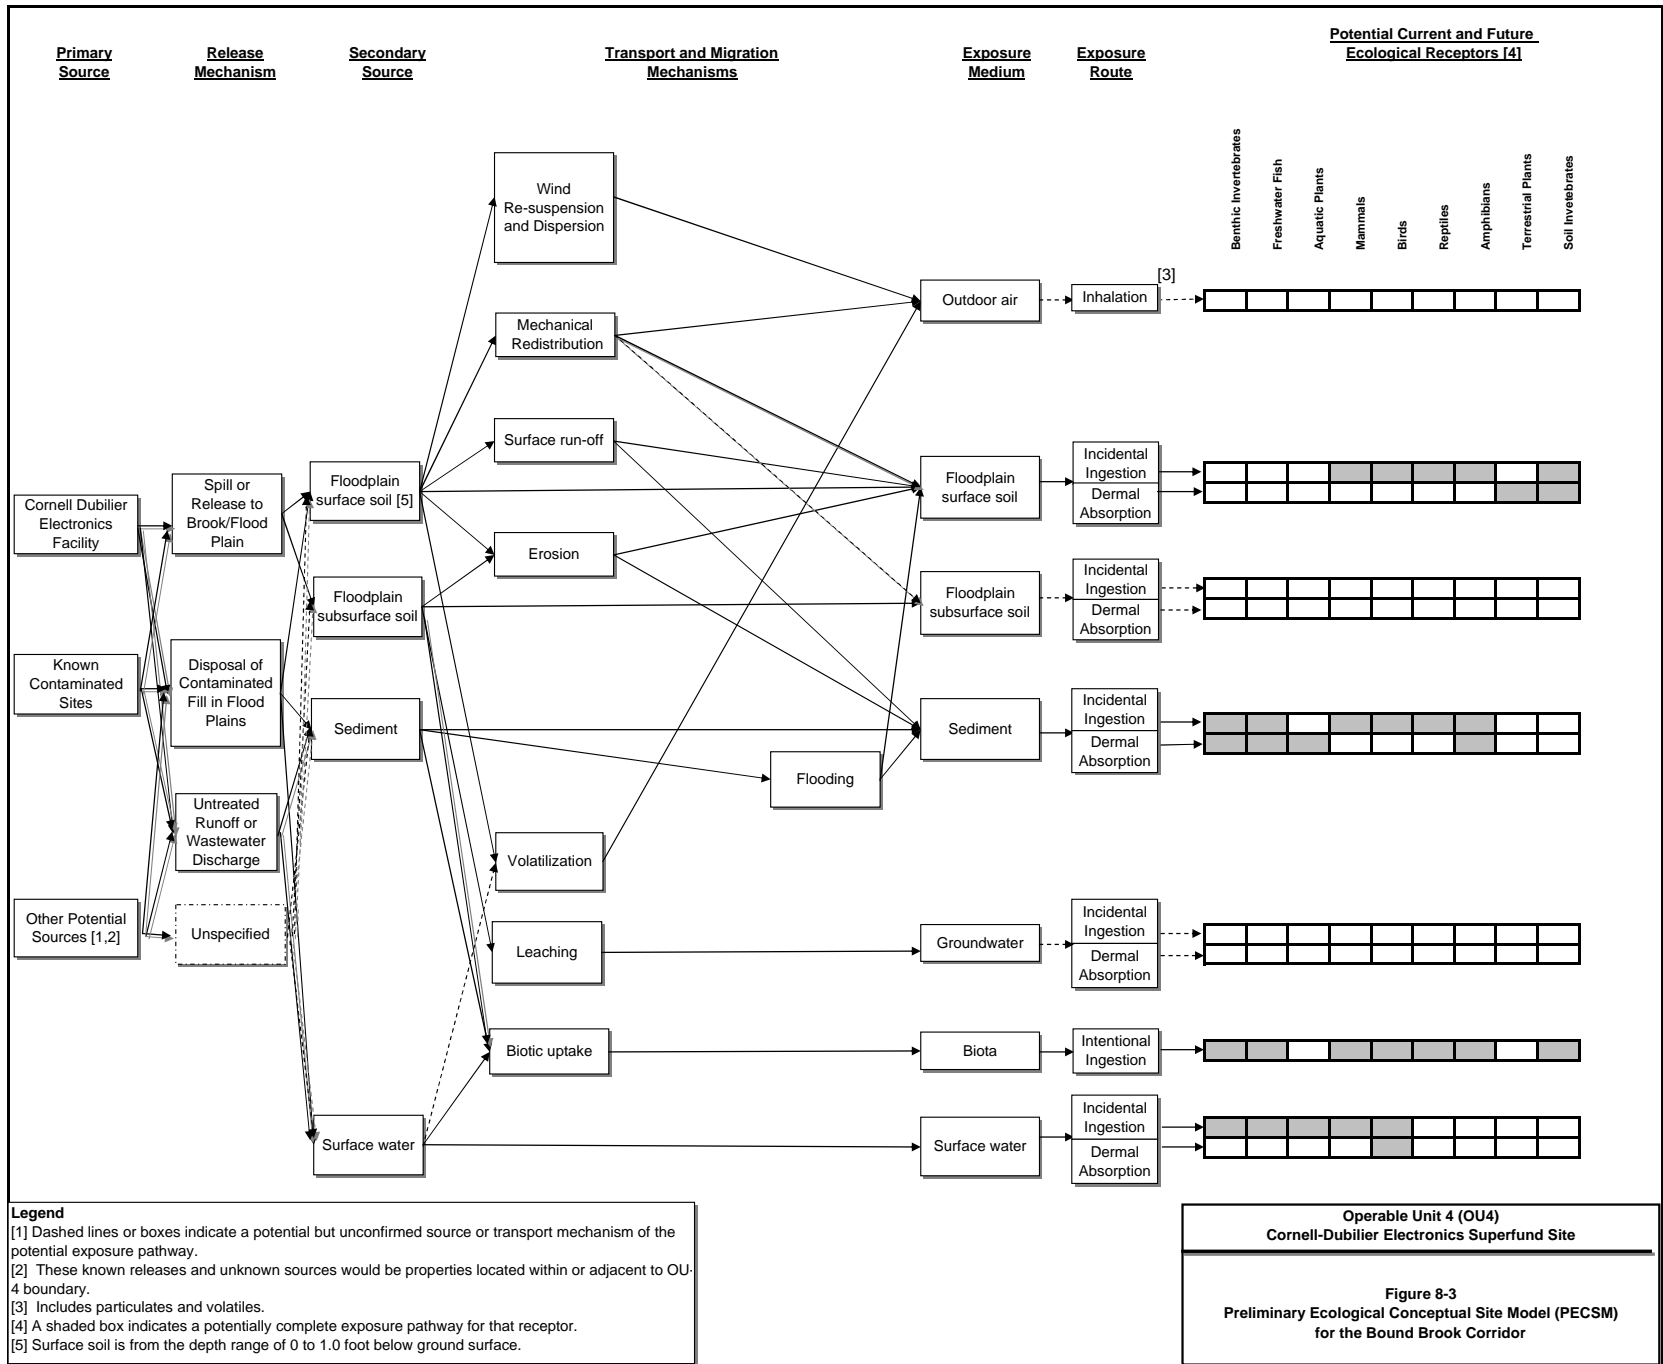 Primary
Source
Release
Mechanism
Secondary
Source
Transport and Migration
Mechanisms
Exposure
Medium
Exposure
Route
Potential Current and Future
Ecological Receptors [4]
Benthic Invertebrates
Freshwater Fish
Aquatic Plants
Mammals
Birds
Reptiles
Amphibians
Terrestrial Plants
Soil Invetebrates
Cornell Dubilier
Electronics
Facility
Known
Contaminated
Sites
Other Potential
Sources [1,2]
Spill or
Release to
Brook/Flood
Plain
Disposal of
Contaminated
Fill in Flood
Plains
Untreated
Runoff or
Wastewater
Discharge
Unspecified
Floodplain
surface soil [5]
Floodplain
subsurface soil
Sediment
Surface water
Wind
Re-suspension
and Dispersion
Mechanical
Redistribution
Surface run-off
Erosion
Flooding
Volatilization
Leaching
Biotic uptake
Outdoor air
Inhalation
[3]
Floodplain
surface soil
Incidental
Ingestion
Dermal
Absorption
Floodplain
subsurface soil
Incidental
Ingestion
Dermal
Absorption
Sediment
Incidental
Ingestion
Dermal
Absorption
Groundwater
Incidental
Ingestion
Dermal
Absorption
Biota
Intentional
Ingestion
Surface water
Incidental
Ingestion
Dermal
Absorption
Legend
[1] Dashed lines or boxes indicate a potential but unconfirmed source or transport mechanism of the
potential exposure pathway.
[2] These known releases and unknown sources would be properties located within or adjacent to OU-
4 boundary.
[3] Includes particulates and volatiles.
[4] A shaded box indicates a potentially complete exposure pathway for that receptor.
[5] Surface soil is from the depth range of 0 to 1.0 foot below ground surface.
Operable Unit 4 (OU4)
Cornell-Dubilier Electronics Superfund Site
Figure 8-3
Preliminary Ecological Conceptual Site Model (PECSM)
for the Bound Brook Corridor